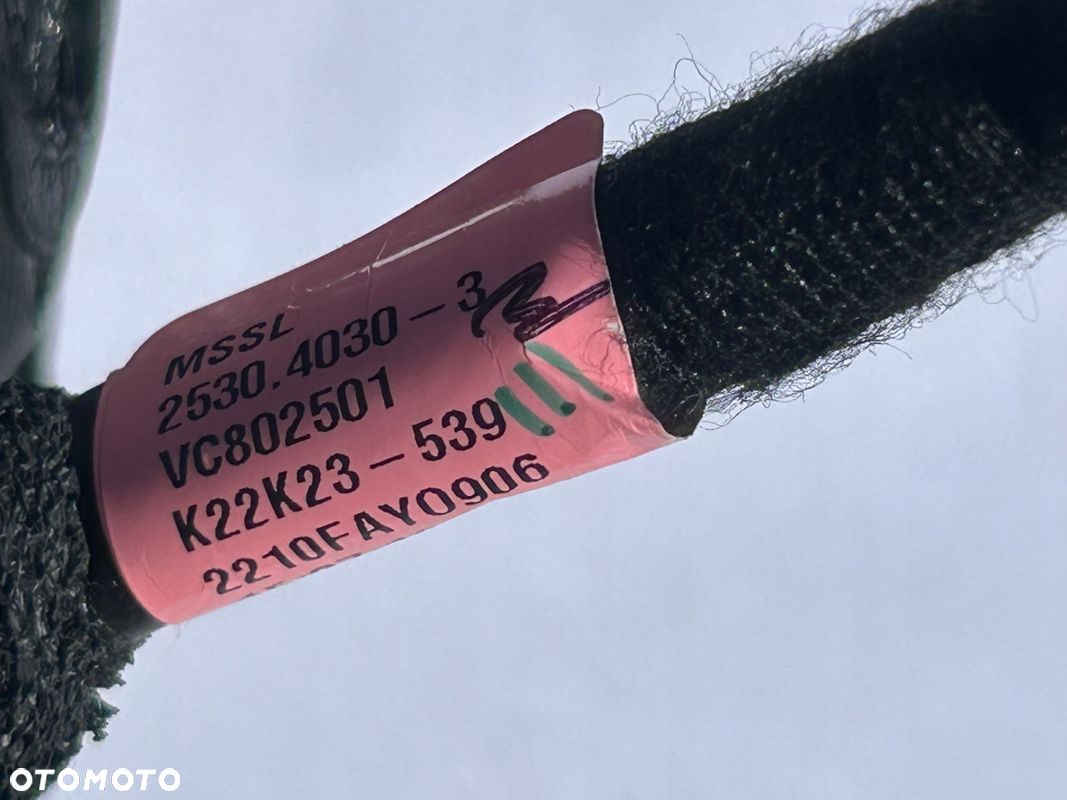 MSSL
2530.4030-3
VC802501
K22K23-539
2210FAY0906
OTOMOTO